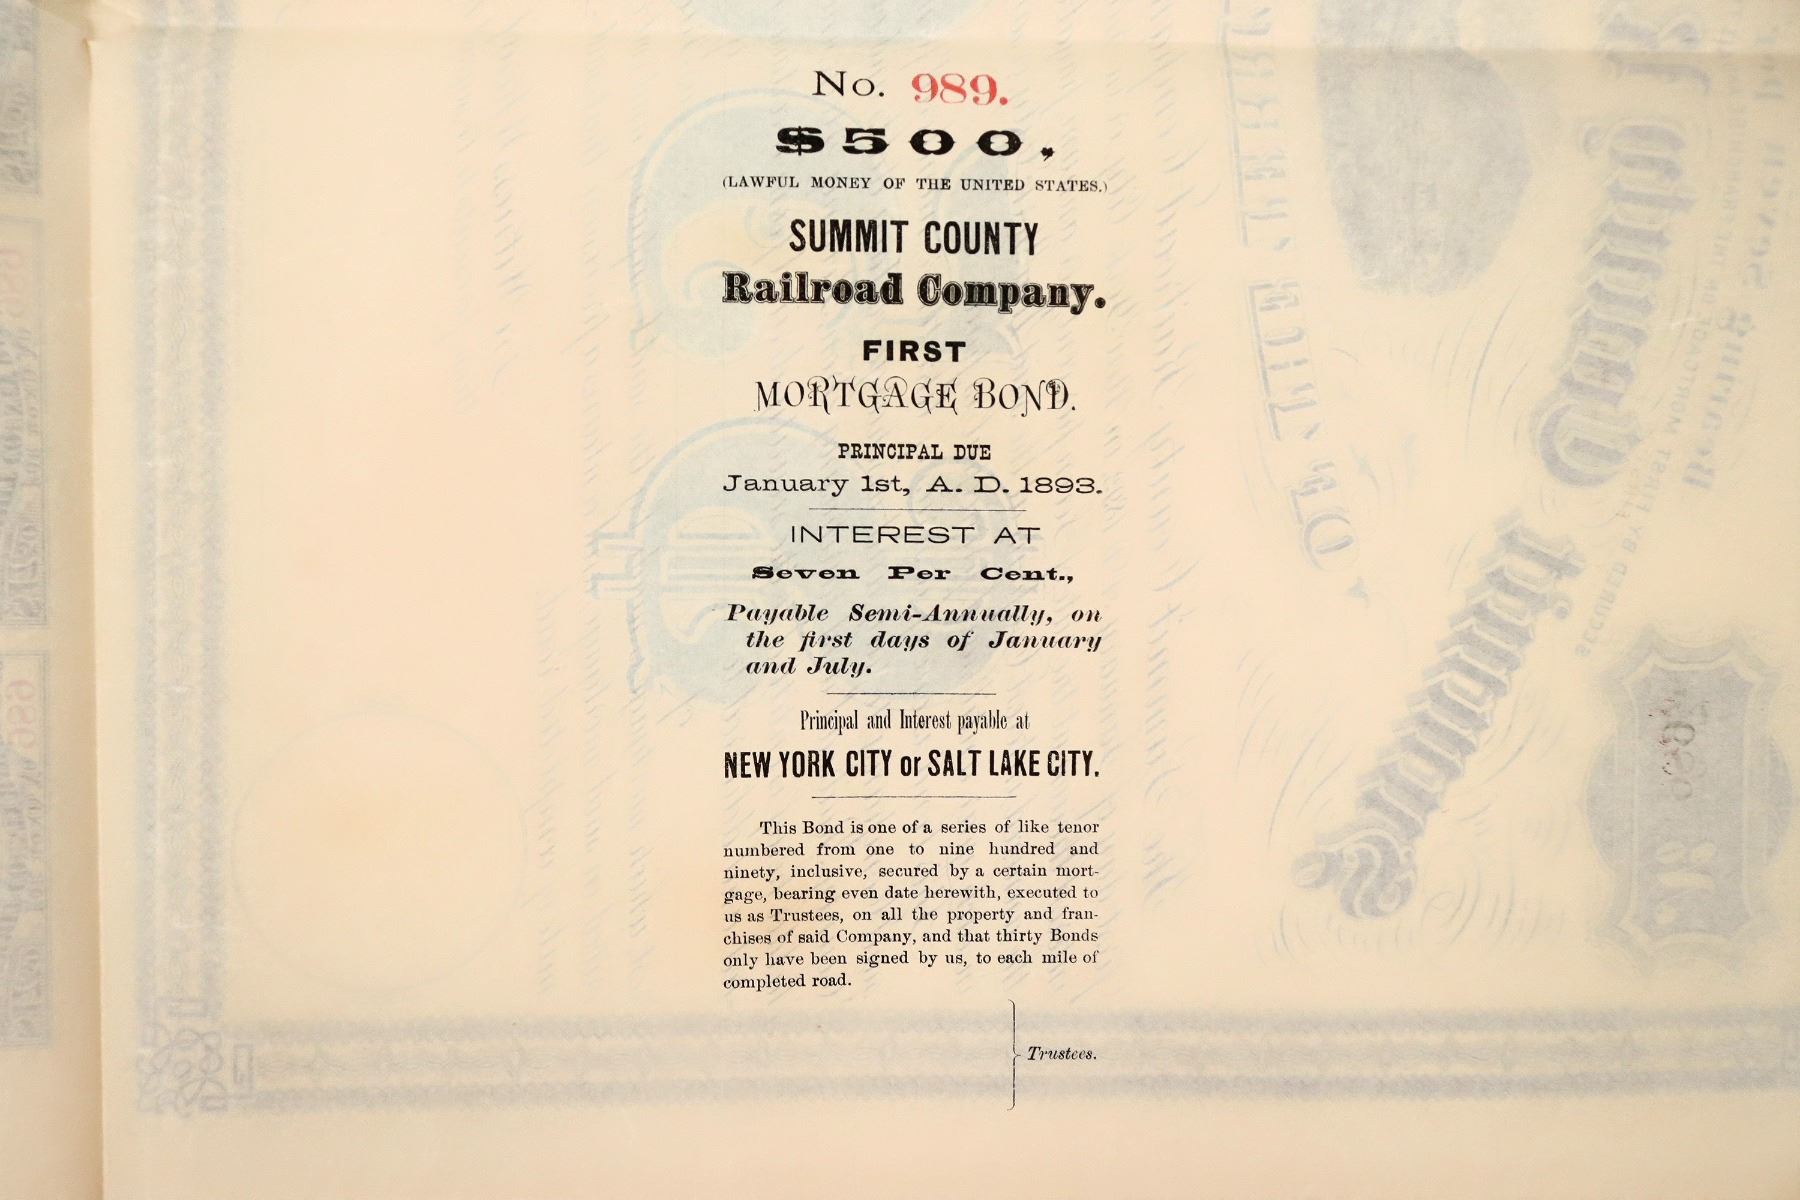 No. 989.
$500,
(LAWFUL MONEY OF THE UNITED STATES.)
SUMMIT COUNTY
Railroad Company.
FIRST
MORTGAGE BOND.
PRINCIPAL DUE
January 1st, A. D. 1893.
INTEREST AT
Seven Per Cent.,
Payable Semi-Annually, on
the first days of January
and July.
Principal and Interest payable at
NEW YORK CITY or SALT LAKE CITY.
This Bond is one of a series of like tenor
numbered from one to nine hundred and
ninety, inclusive, secured by a certain mort-
gage, bearing even date herewith, executed to
us as Trustees, on all the property and fran-
chises of said Company, and that thirty Bonds
only have been signed by us, to each mile of
completed road.
Trustees.